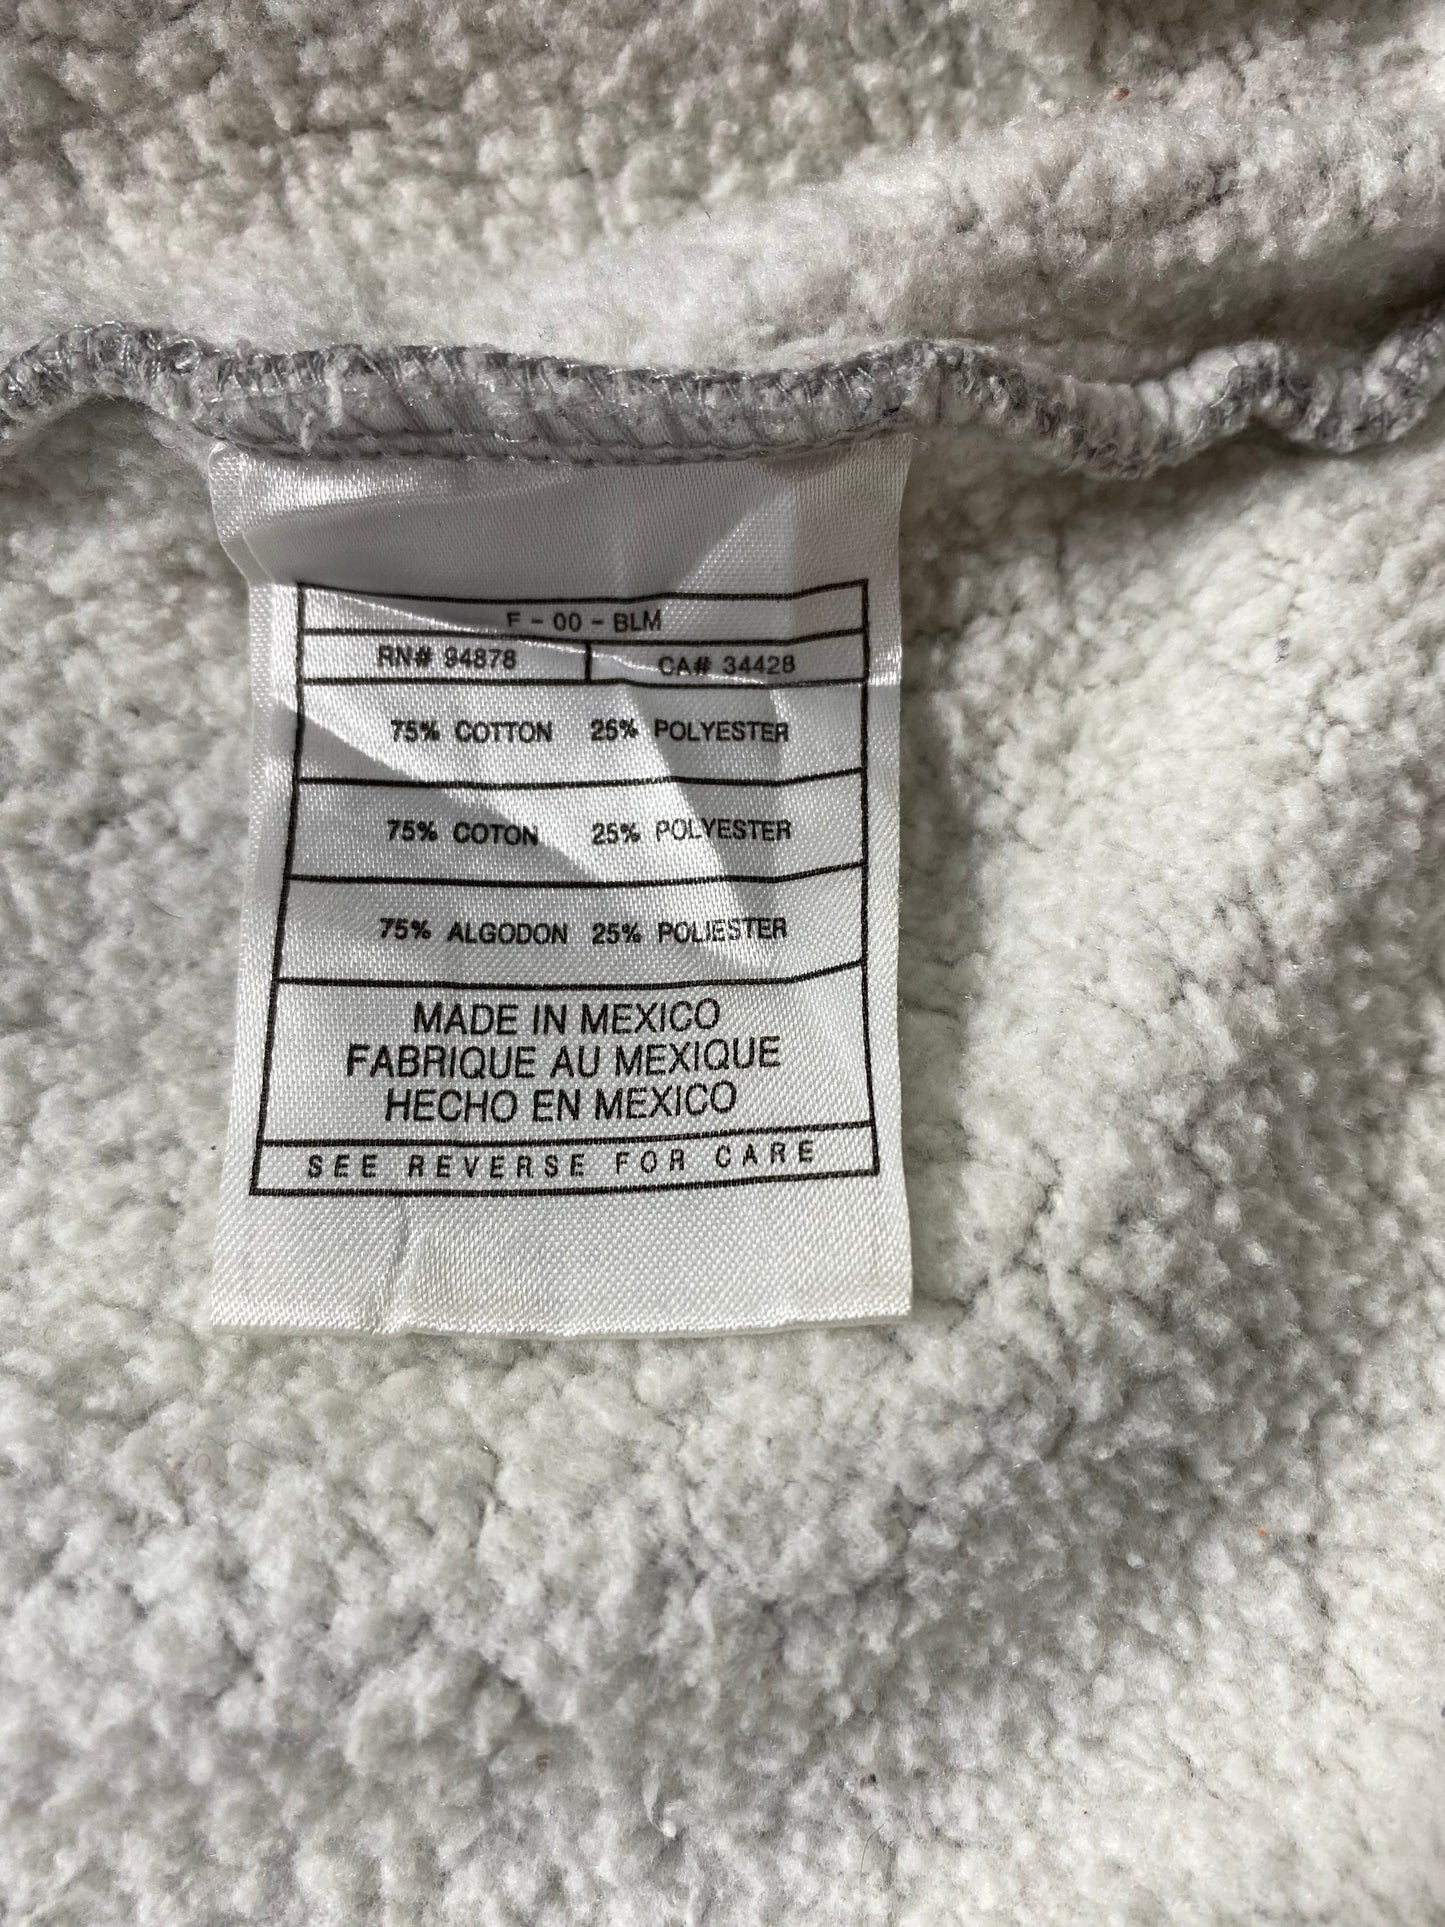 F - 00 - BLM
RN# 94878 CA# 34428
75% COTTON 25% POLYESTER
75% COTON 25% POLYESTER
75% ALGODON 25% POLIESTER
MADE IN MEXICO
FABRIQUE AU MEXIQUE
HECHO EN MEXICO
SEE REVERSE FOR CARE